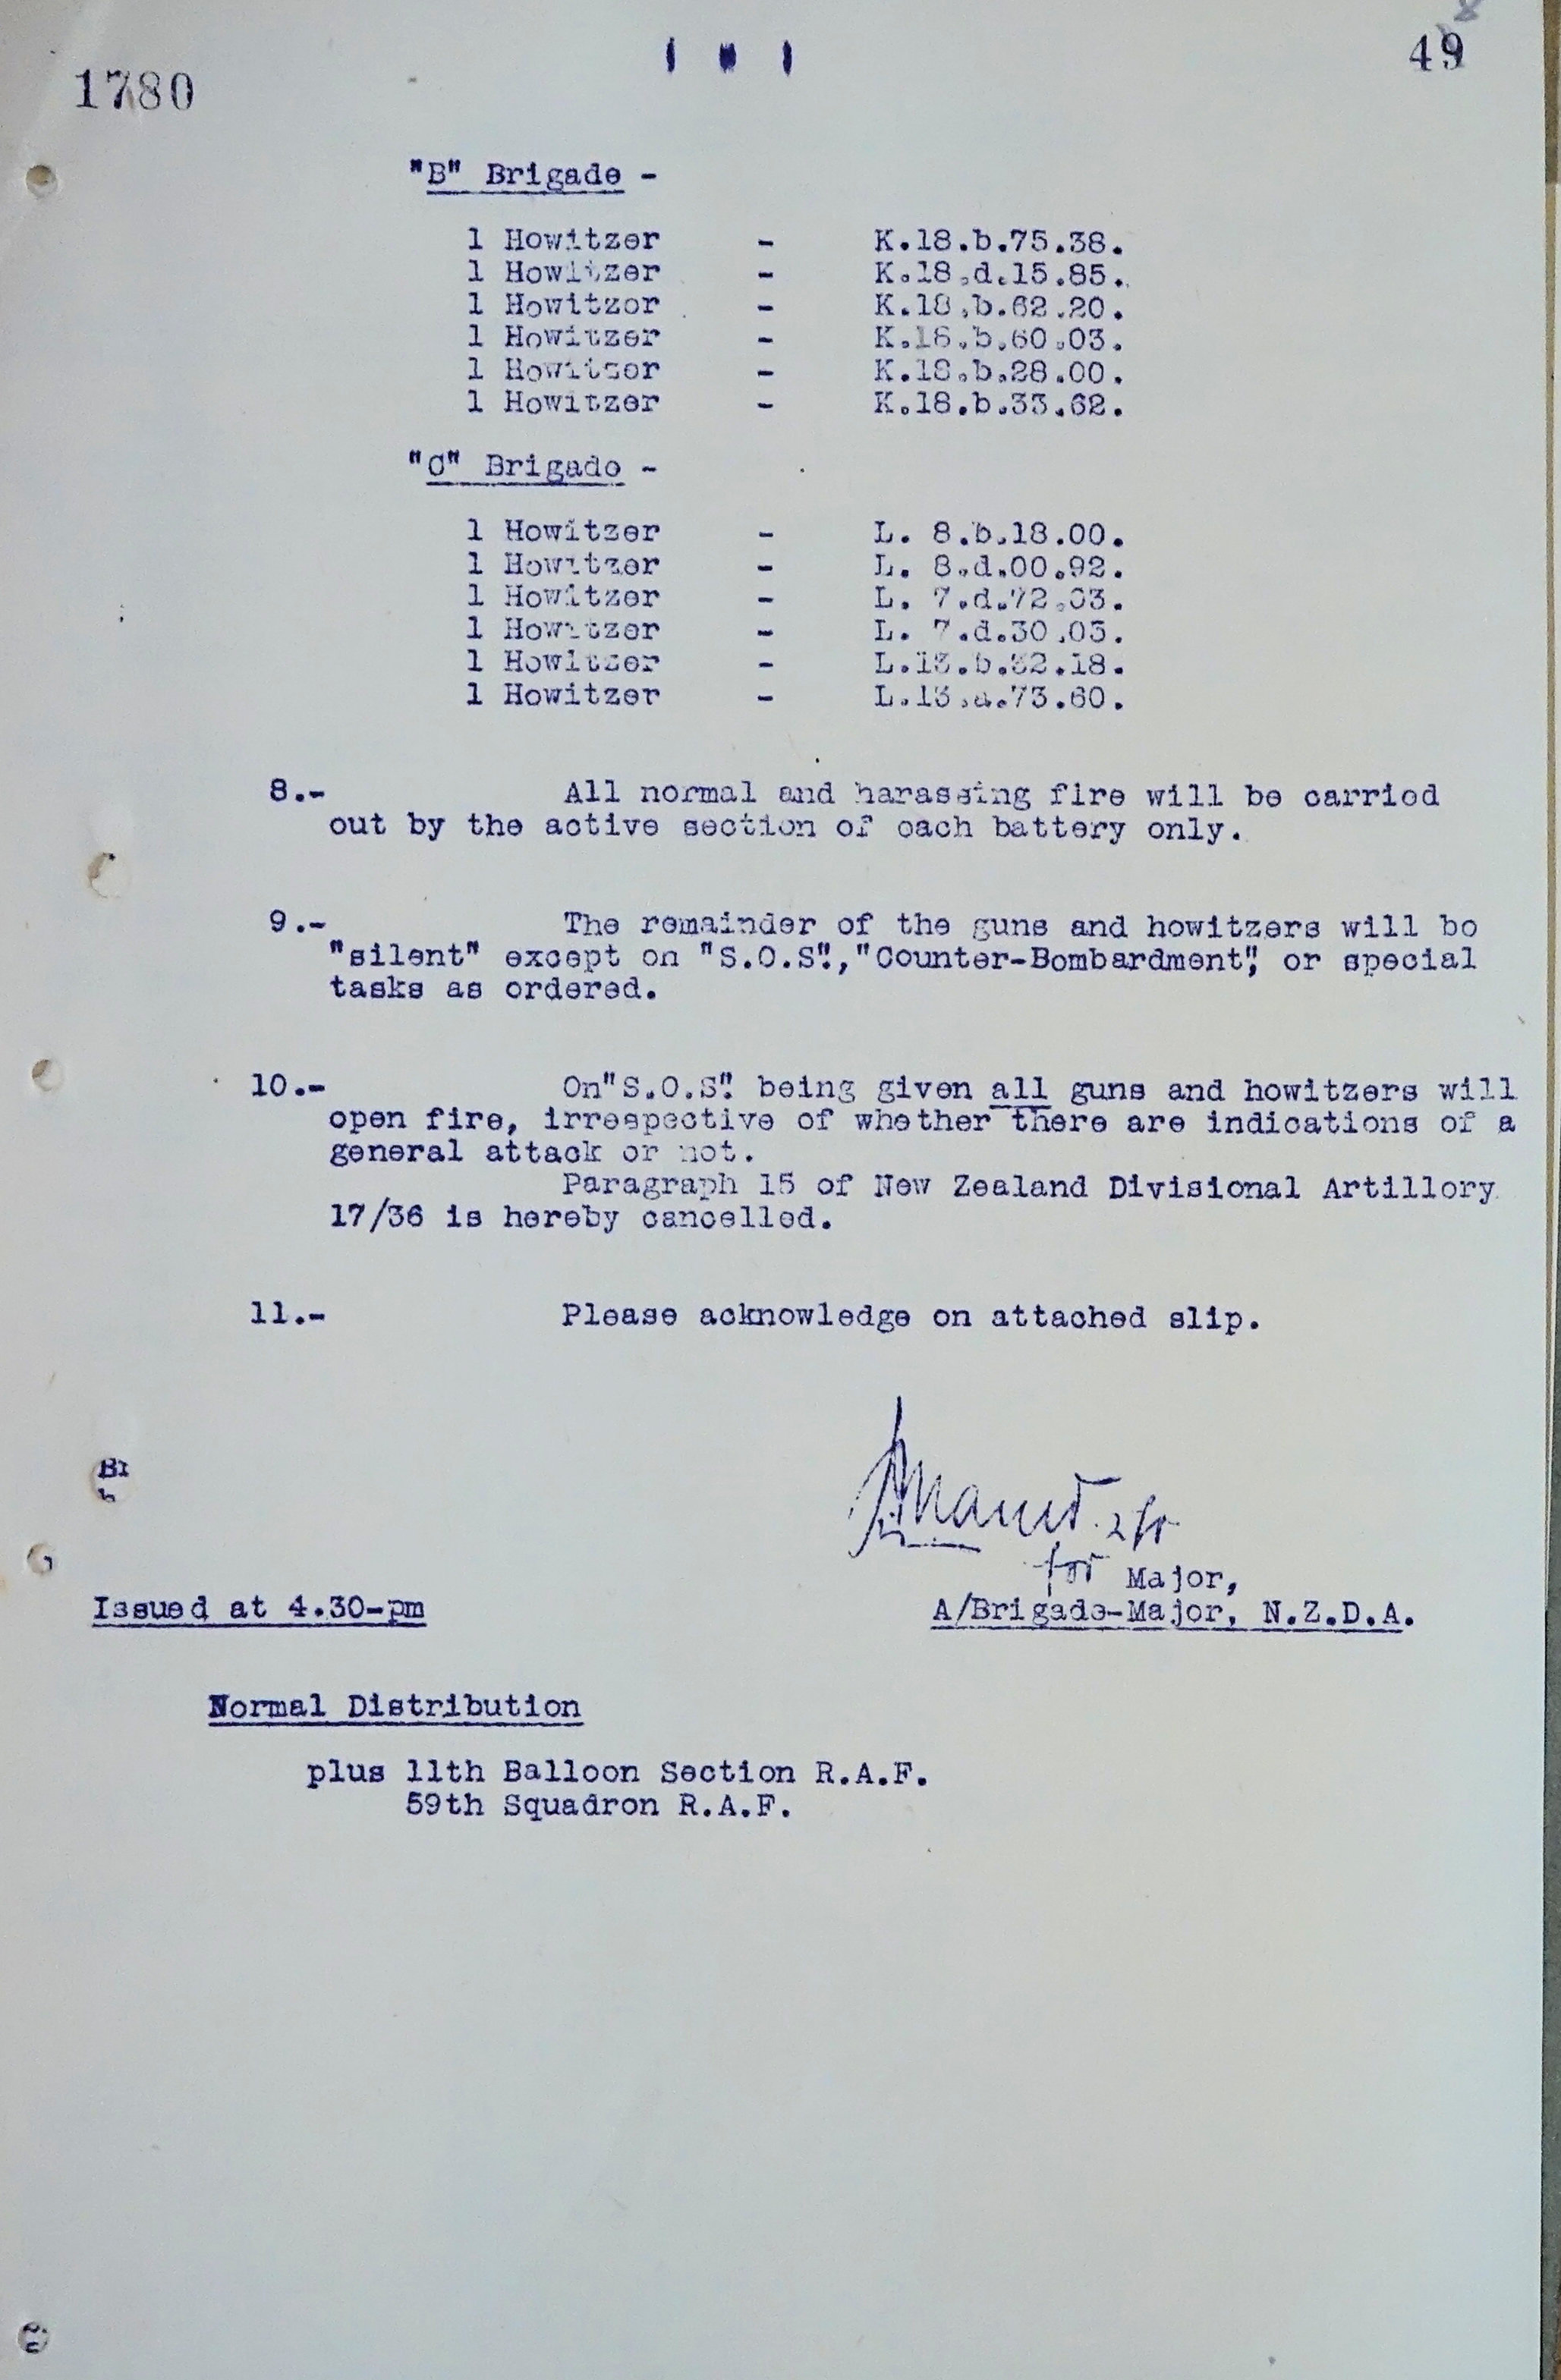 1780
49
"B" Brigade -
1 Howitzer - K.18.b.75.38.
1 Howitzer - K.18.d.15.85.
1 Howitzer - K.18.b.62.20.
1 Howitzer - K.18.b.60.03.
1 Howitzer - K.18.b.28.00.
1 Howitzer - K.18.b.33.62.
"C" Brigade -
1 Howitzer - L. 8.b.18.00.
1 Howitzer - L. 8.d.00.92.
1 Howitzer - L. 7.d.72.03.
1 Howitzer - L. 7.d.30.05.
1 Howitzer - L.13.b.32.18.
1 Howitzer - L.13.a.73.60.
8.- All normal and harassing fire will be carried
out by the active section of each battery only.
9.- The remainder of the guns and howitzers will be
"silent" except on "S.O.S.","Counter-Bombardment", or special
tasks as ordered.
10.- On"S.O.S." being given all guns and howitzers will
open fire, irrespective of whether there are indications of a
general attack or not.
Paragraph 15 of New Zealand Divisional Artillery
17/36 is hereby cancelled.
11.- Please acknowledge on attached slip.
for Major,
Issued at 4.30-pm
A/Brigade-Major, N.Z.D.A.
Normal Distribution
plus 11th Balloon Section R.A.F.
59th Squadron R.A.F.